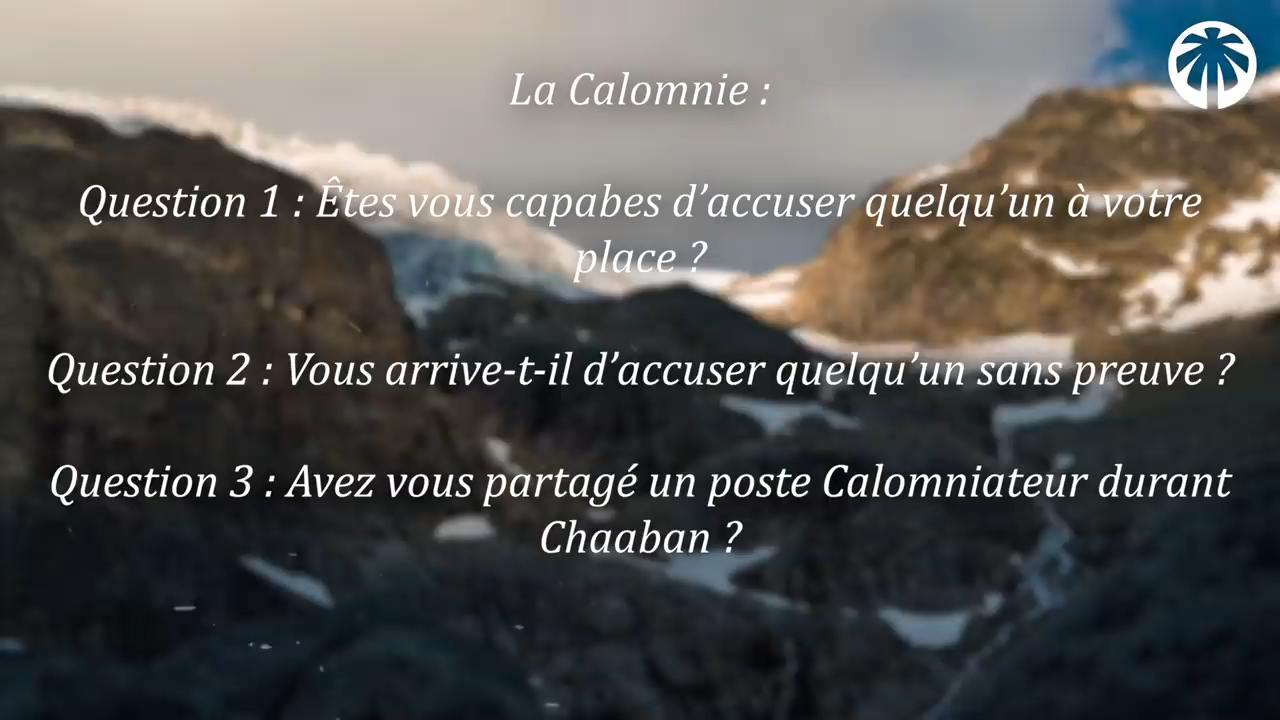 La Calomnie :
Question 1 : Êtes vous capabes d’accuser quelqu’un à votre
place ?
Question 2 : Vous arrive-t-il d’accuser quelqu’un sans preuve ?
Question 3 : Avez vous partagé un poste Calomniateur durant
Chaaban ?